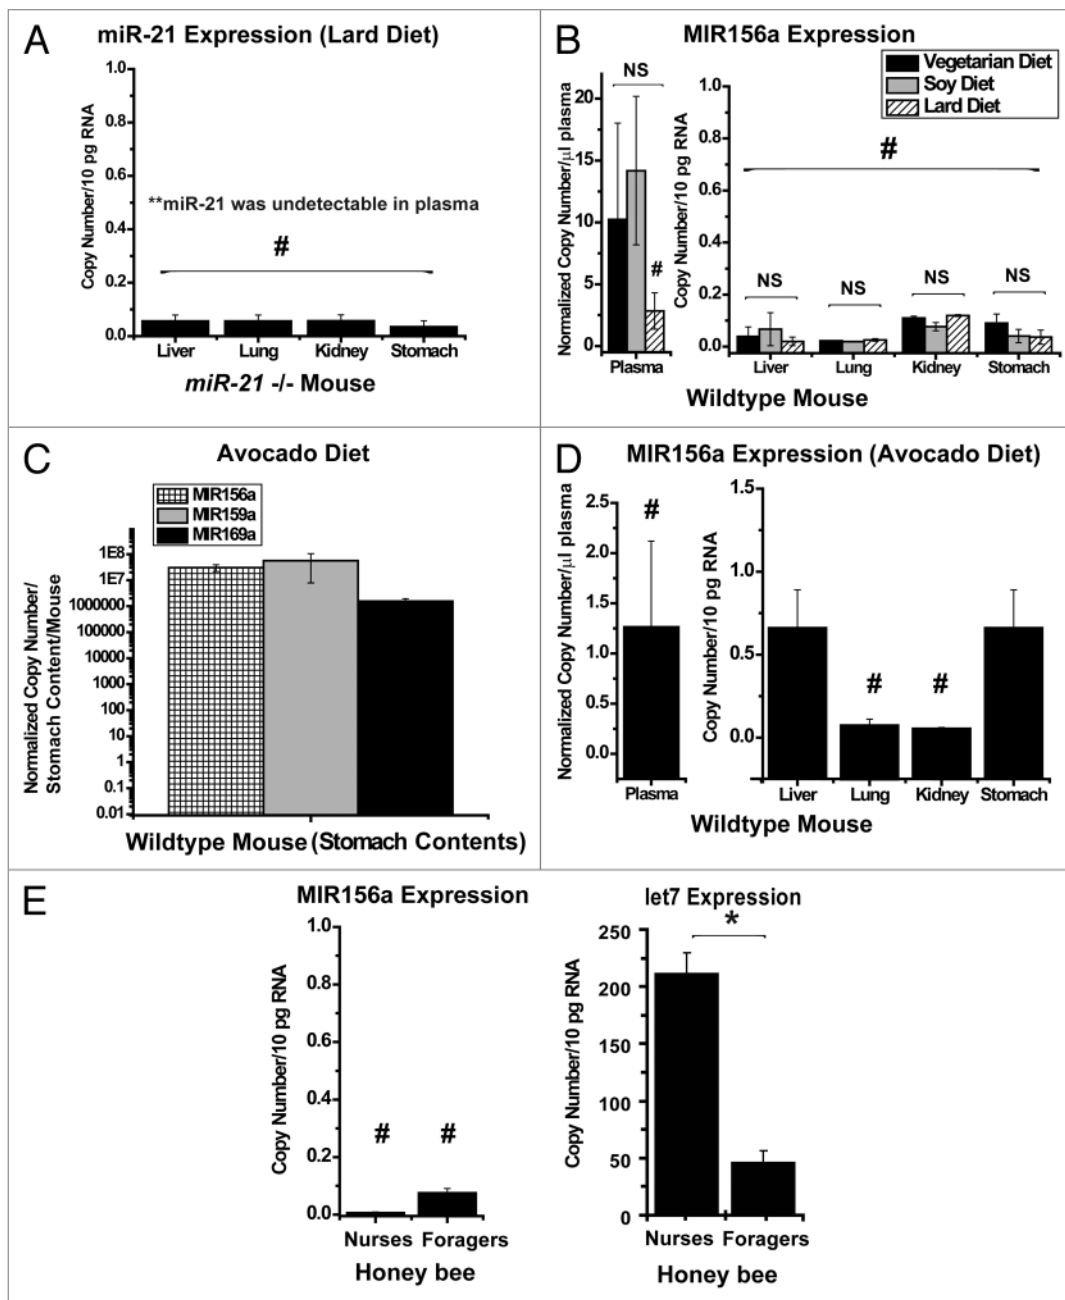 A
miR-21 Expression (Lard Diet)
Copy Number/10 pg RNA
1.0
0.8
0.6
0.4
0.2
0.0
**miR-21 was undetectable in plasma
#
Liver Lung Kidney Stomach
miR-21 -/- Mouse
B
MIR156a Expression
Vegetarian Diet
Soy Diet
Lard Diet
Normalized Copy Number/µl plasma
20
15
10
5
0
NS
#
Plasma
Copy Number/10 pg RNA
1.0
0.8
0.6
0.4
0.2
0.0
#
NS NS NS NS
Liver Lung Kidney Stomach
Wildtype Mouse
C
Avocado Diet
MIR156a
MIR159a
MIR169a
Normalized Copy Number/
Stomach Content/Mouse
1E8
1E7
1000000
100000
10000
1000
100
10
1
0.1
0.01
Wildtype Mouse (Stomach Contents)
D
MIR156a Expression (Avocado Diet)
Normalized Copy Number/µl plasma
2.5
2.0
1.5
1.0
0.5
0.0
#
Plasma
Copy Number/10 pg RNA
1.5
1.0
0.5
0.0
# #
Liver Lung Kidney Stomach
Wildtype Mouse
E
MIR156a Expression
Copy Number/10 pg RNA
1.0
0.8
0.6
0.4
0.2
0.0
# #
Nurses Foragers
Honey bee
let7 Expression
Copy Number/10 pg RNA
250
200
150
100
50
0
*
Nurses Foragers
Honey bee